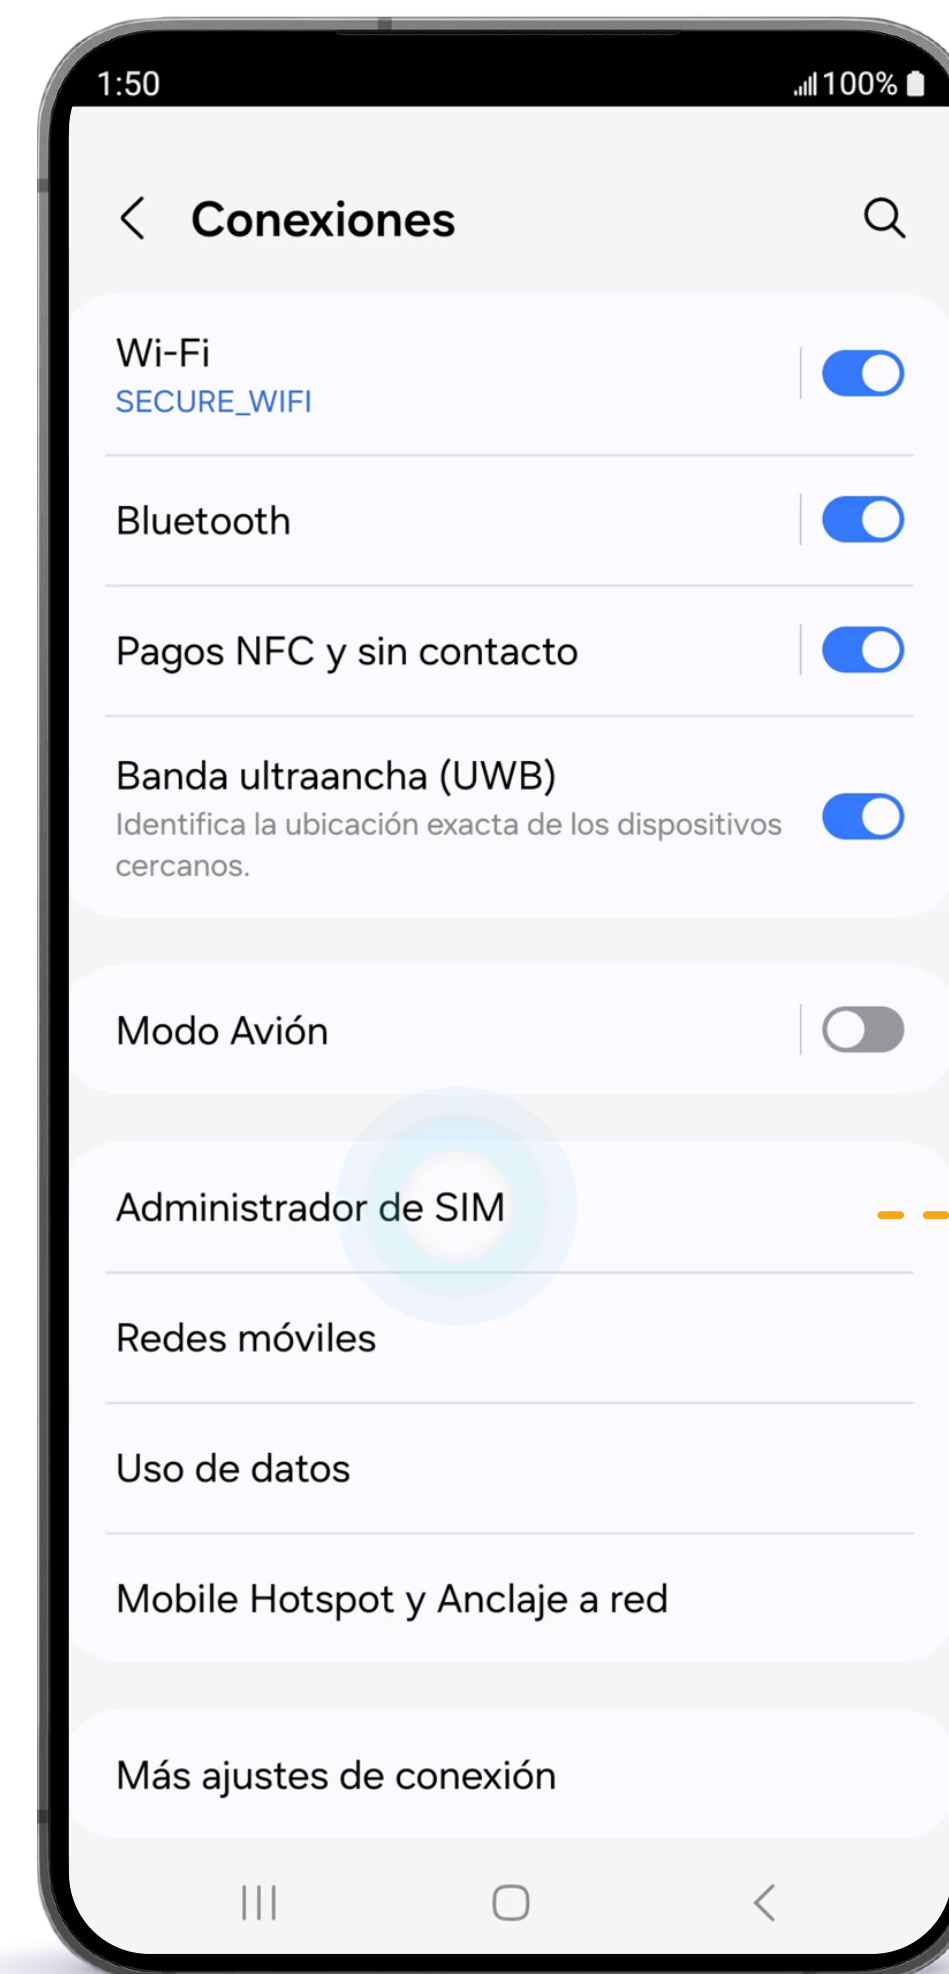 1:50
100%
Conexiones
Wi-Fi
SECURE_WIFI
Bluetooth
Pagos NFC y sin contacto
Banda ultraancha (UWB)
Identifica la ubicación exacta de los dispositivos
cercanos.
Modo Avión
Administrador de SIM
Redes móviles
Uso de datos
Mobile Hotspot y Anclaje a red
Más ajustes de conexión